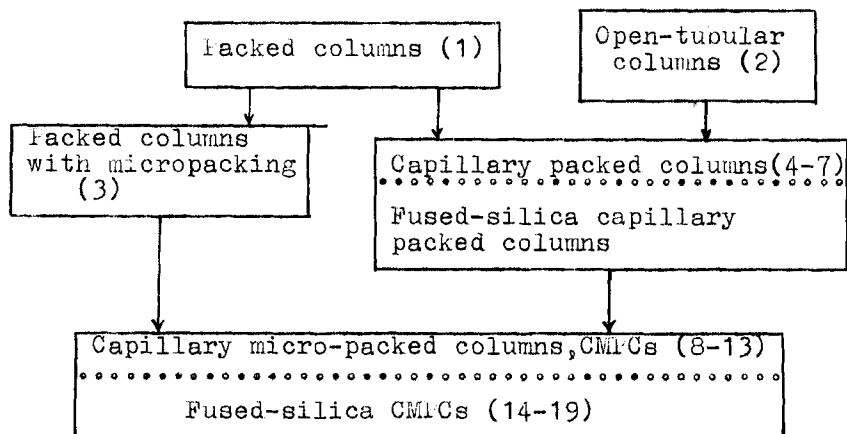 Packed columns (1)
Open-tubular
columns (2)
Packed columns
with micropacking
(3)
Capillary packed columns(4-7)
Fused-silica capillary
packed columns
Capillary micro-packed columns,CMPCs (8-13)
Fused-silica CMPCs (14-19)